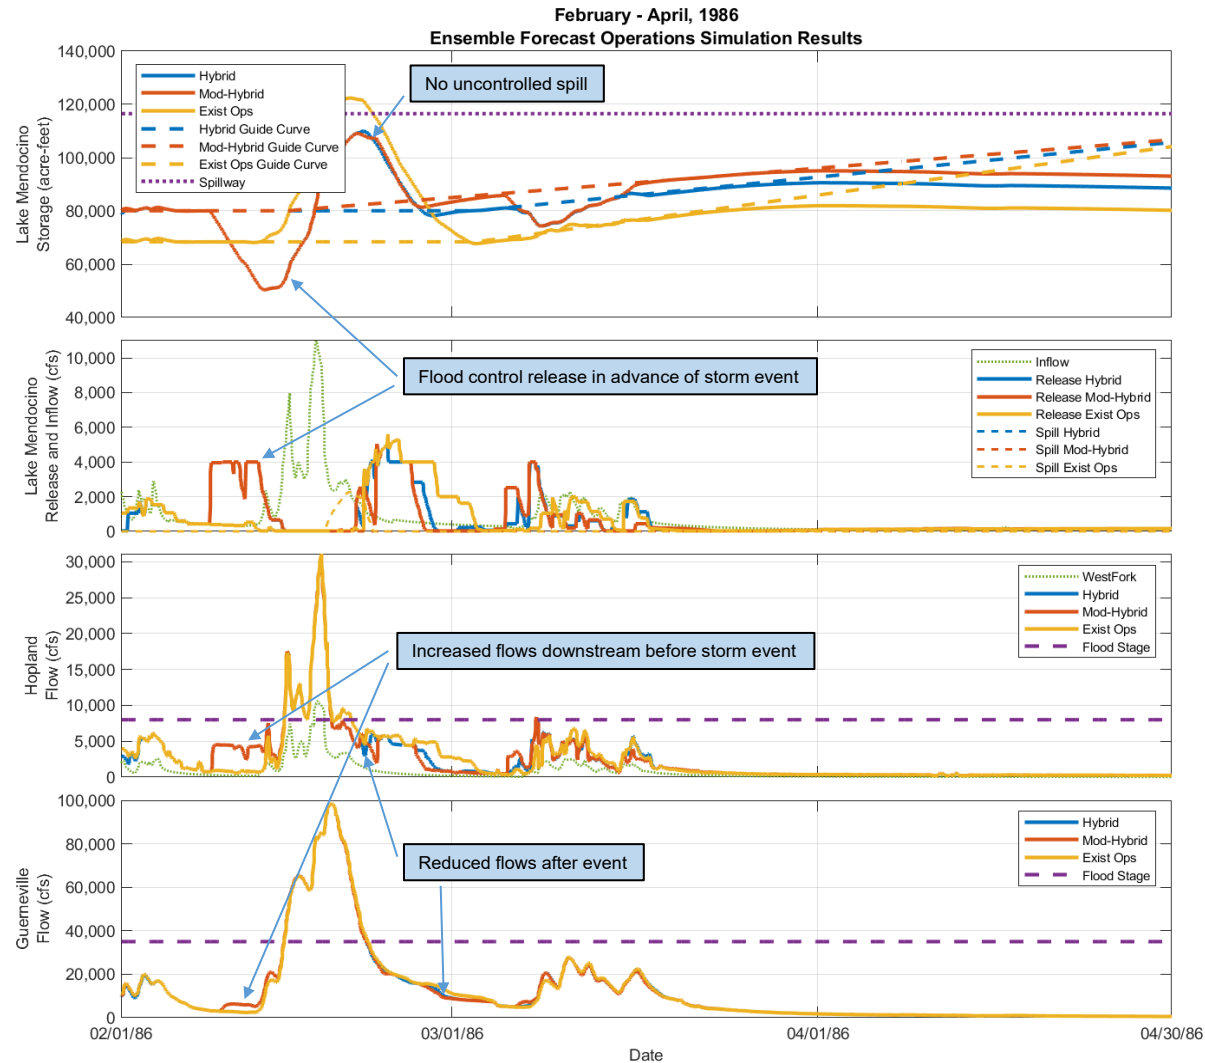 February - April, 1986
Ensemble Forecast Operations Simulation Results
Lake Mendocino
Storage (acre-feet)
140,000
120,000
100,000
80,000
60,000
40,000
Hybrid
Mod-Hybrid
Exist Ops
Hybrid Guide Curve
Mod-Hybrid Guide Curve
Exist Ops Guide Curve
Spillway
No uncontrolled spill
Lake Mendocino
Release and Inflow (cfs)
10,000
8,000
6,000
4,000
2,000
0
Flood control release in advance of storm event
Inflow
Release Hybrid
Release Mod-Hybrid
Release Exist Ops
Spill Hybrid
Spill Mod-Hybrid
Spill Exist Ops
Hopland
Flow (cfs)
30,000
25,000
20,000
15,000
10,000
5,000
0
WestFork
Hybrid
Mod-Hybrid
Exist Ops
Flood Stage
Increased flows downstream before storm event
Guerneville
Flow (cfs)
100,000
80,000
60,000
40,000
20,000
0
Hybrid
Mod-Hybrid
Exist Ops
Flood Stage
Reduced flows after event
02/01/86
03/01/86
04/01/86
04/30/86
Date